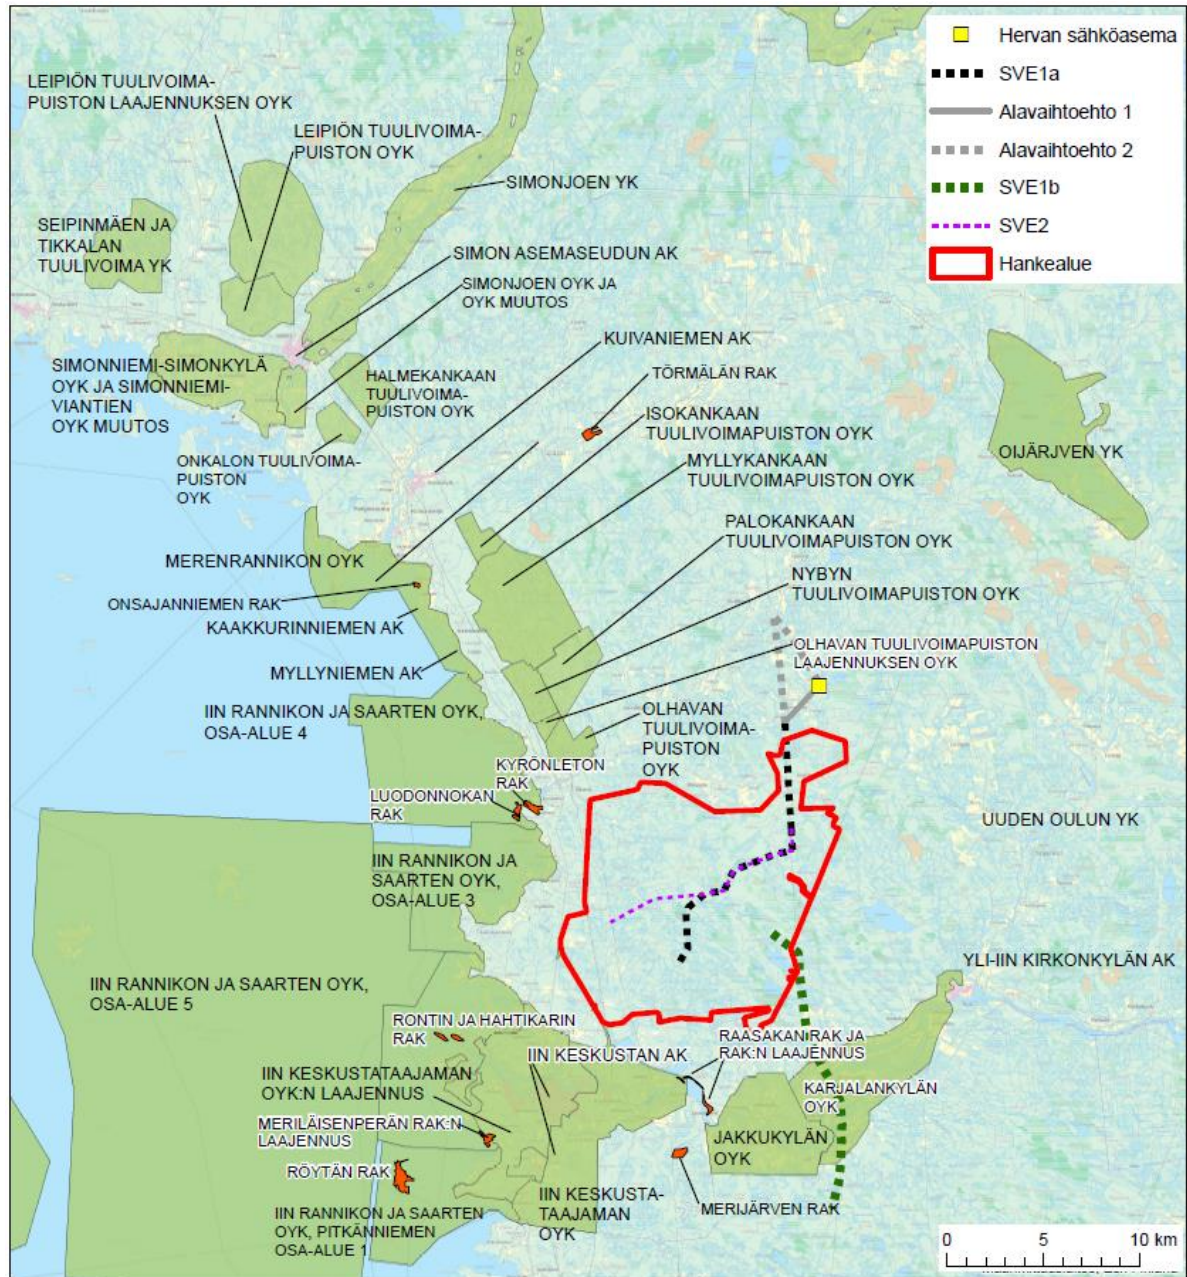 Hervan sähköasema
SVE1a
Alavaihtoehto 1
Alavaihtoehto 2
SVE1b
SVE2
Hankealue
LEIPIÖN TUULIVOIMA-
PUISTON LAAJENNUKSEN OYK
LEIPIÖN TUULIVOIMA-
PUISTON OYK
SIMONJOEN YK
SEIPINMÄEN JA
TIKKALAN
TUULIVOIMA YK
SIMON ASEMASEUDUN AK
SIMONJOEN OYK JA
OYK MUUTOS
KUIVANIEMEN AK
SIMONNIEMI-SIMONKYLÄ
OYK JA SIMONNIEMI-
VIANTIEN
OYK MUUTOS
HALMEKANKAAN
TUULIVOIMA-
PUISTON OYK
TÖRMÄLÄN RAK
ISOKANKAAN
TUULIVOIMAPUISTON OYK
ONKALON TUULIVOIMA-
PUISTON
OYK
MYLLYKANKAAN
TUULIVOIMAPUISTON OYK
OIJÄRJVEN YK
PALOKANKAAN
TUULIVOIMAPUISTON OYK
MERENRANNIKON OYK
NYBYN
TUULIVOIMAPUISTON OYK
ONSAJANNIEMEN RAK
KAAKKURINNIEMEN AK
OLHAVAN TUULIVOIMAPUISTON
LAAJENNUKSEN OYK
MYLLYNIEMEN AK
IIN RANNIKON JA SAARTEN OYK,
OSA-ALUE 4
OLHAVAN
TUULIVOIMA-
PUISTON
OYK
KYRÖNLETON
RAK
LUODONNOKAN
RAK
UUDEN OULUN YK
IIN RANNIKON JA
SAARTEN OYK,
OSA-ALUE 3
YLI-IIN KIRKONKYLÄN AK
IIN RANNIKON JA SAARTEN OYK,
OSA-ALUE 5
RONTIN JA HAHTIKARIN
RAK
RAASAKAN RAK JA
RAK:N LAAJENNUS
IIN KESKUSTAN AK
IIN KESKUSTATAAJAMAN
OYK:N LAAJENNUS
KARJALANKYLÄN
OYK
MERILÄISENPERÄN RAK:N
LAAJENNUS
JAKKUKYLÄN
OYK
RÖYTÄN RAK
IIN KESKUSTA-
TAAJAMAN
OYK
MERIJÄRVEN RAK
IIN RANNIKON JA SAARTEN
OYK, PITKÄNNIEMEN
OSA-ALUE 1
0 5 10 km